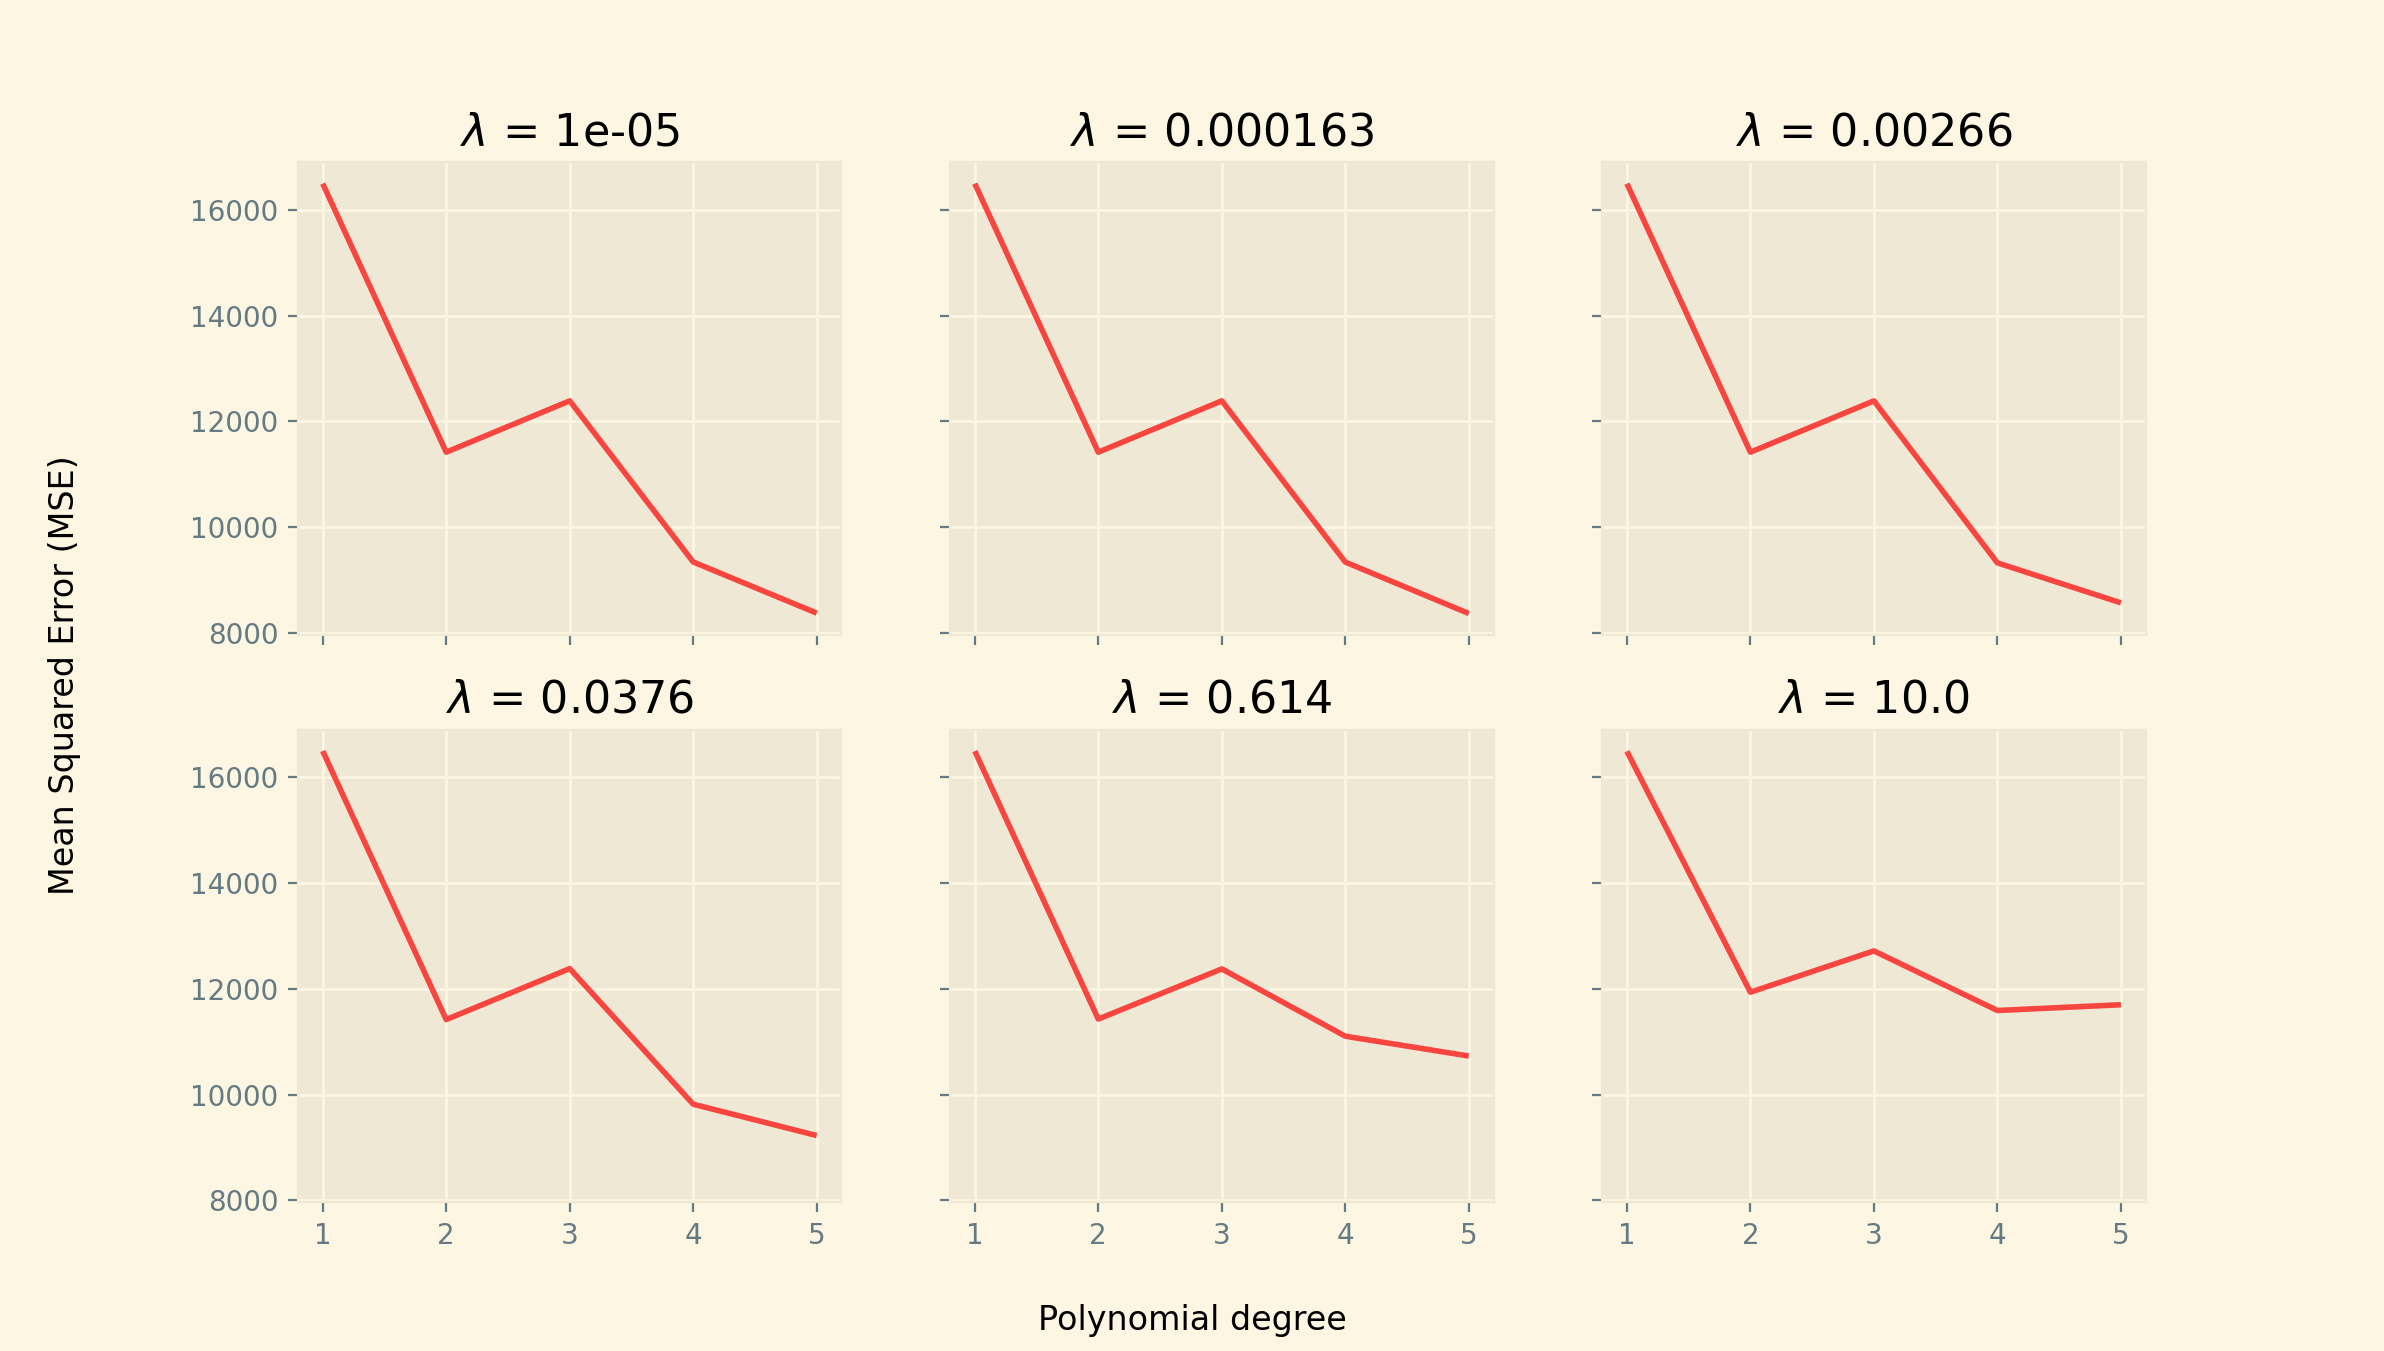 λ = 1e-05
λ = 0.000163
λ = 0.00266
16000
14000
12000
10000
8000
Mean Squared Error (MSE)
λ = 0.0376
λ = 0.614
λ = 10.0
16000
14000
12000
10000
8000
1 2 3 4 5
1 2 3 4 5
1 2 3 4 5
Polynomial degree